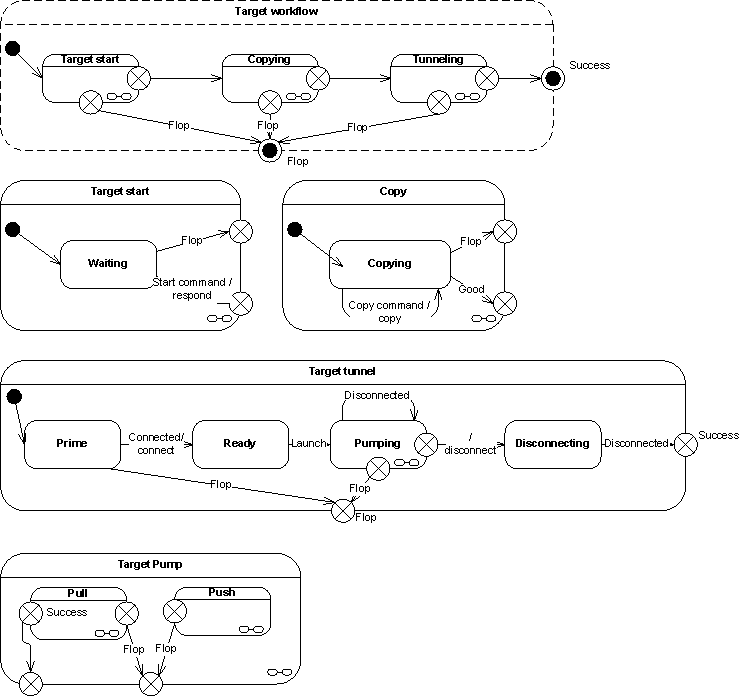 Target workflow
Target start
Copying
Tunneling
Success
Flop
Flop
Flop
Flop
Target start
Waiting
Flop
Start command /
respond
Copy
Copying
Flop
Good
Copy command /
copy
Target tunnel
Disconnected
Prime
Connected/
connect
Ready
Launch
Pumping
/
disconnect
Disconnecting
Disconnected
Success
Flop
Flop
Flop
Target Pump
Pull
Push
Success
Flop
Flop